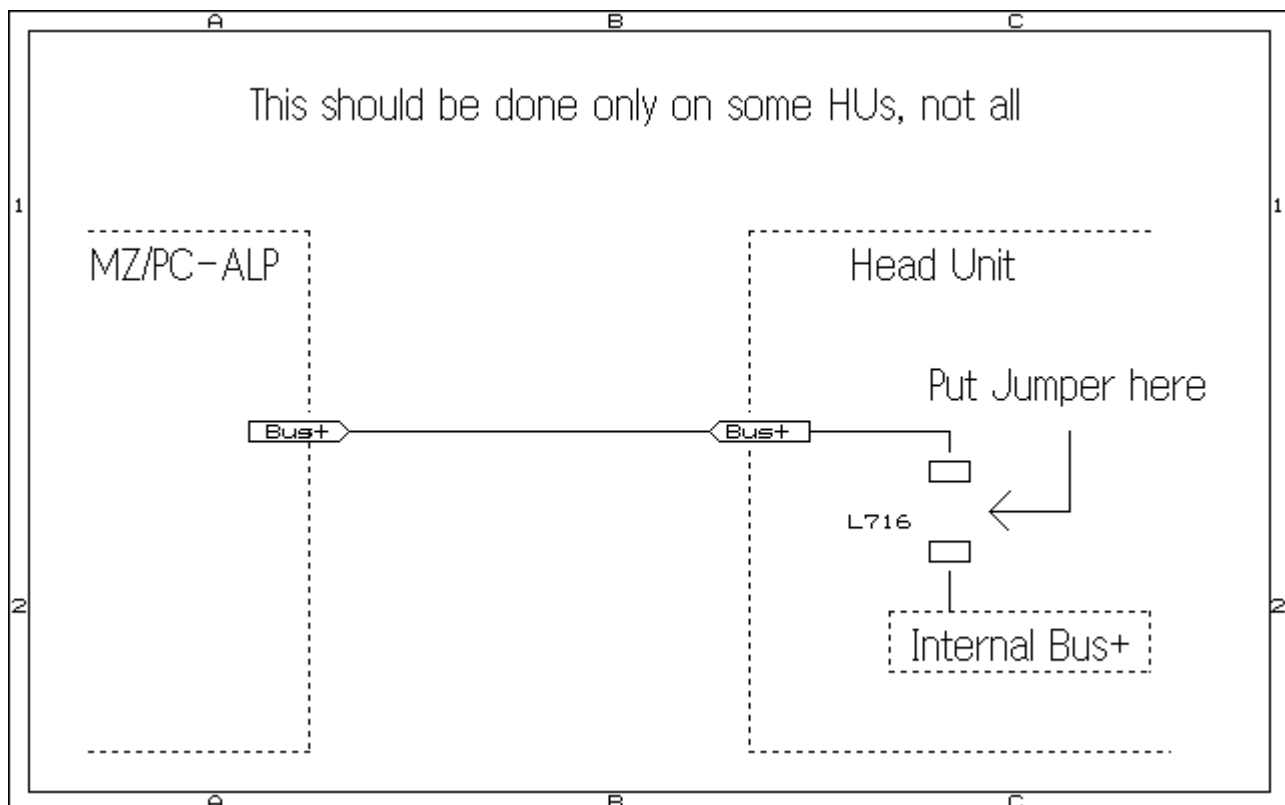 A B C
This should be done only on some HUs, not all
1 1
MZ/PC-ALP Head Unit
Put Jumper here
Bus+ Bus+
L716
2 2
Internal Bus+
A B C